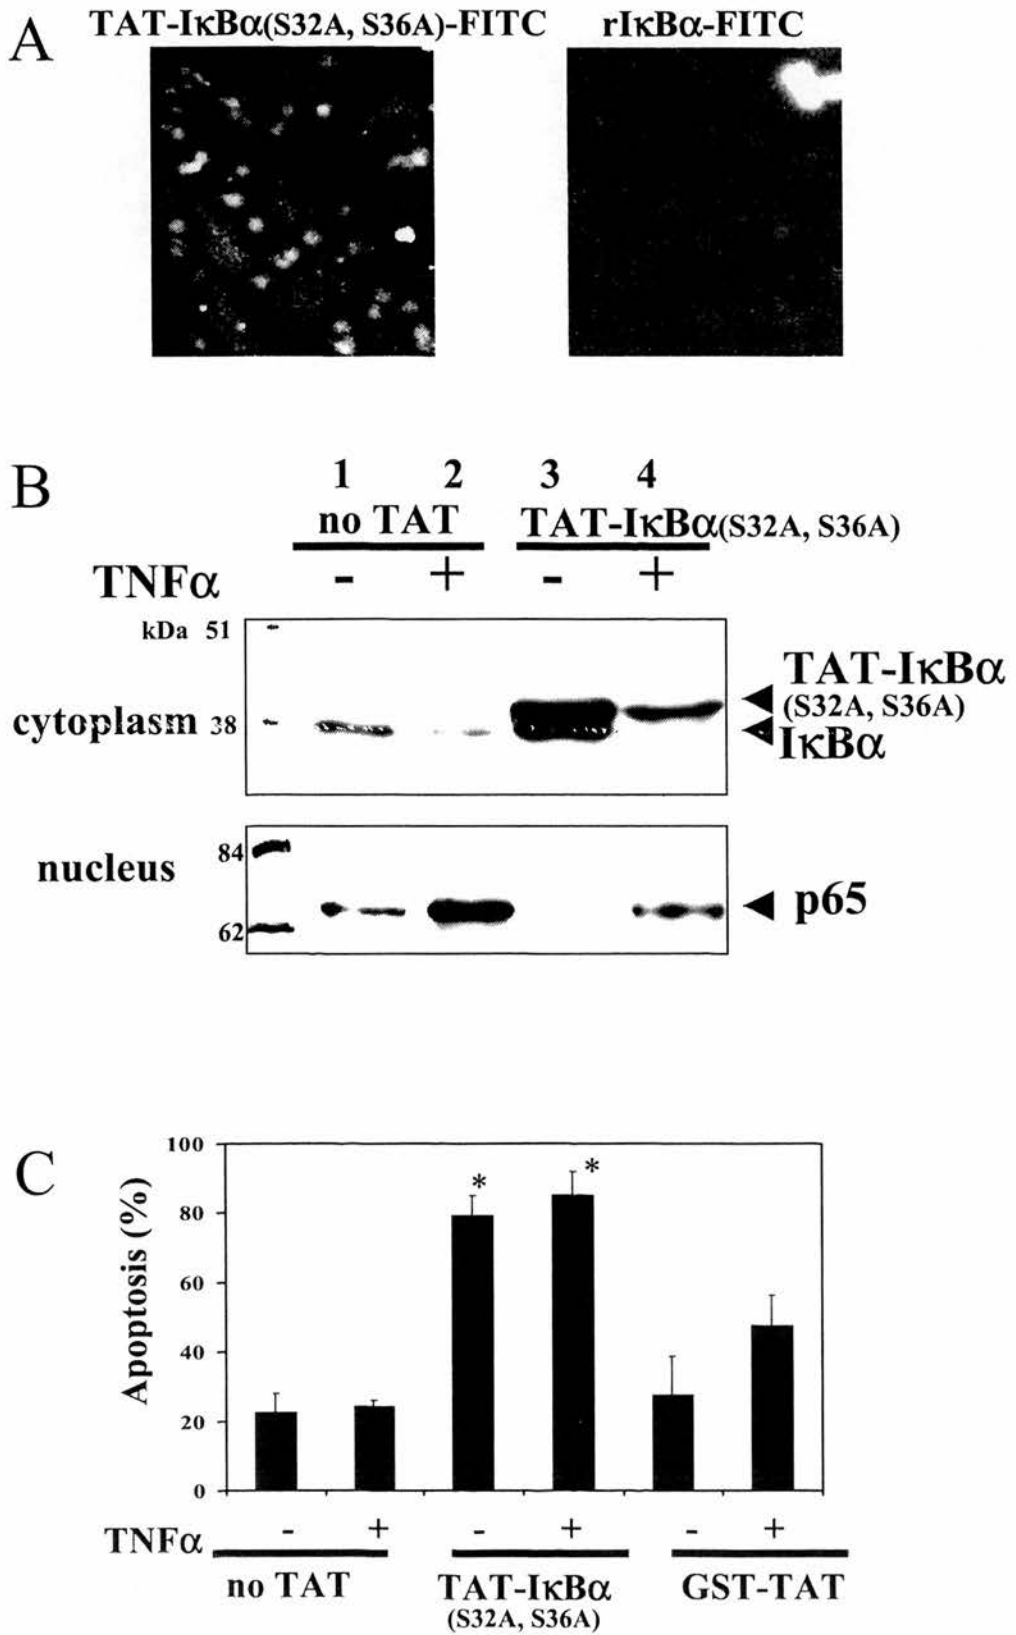 A
TAT-IκBα(S32A, S36A)-FITC rIκBα-FITC
B
1 2 3 4
no TAT TAT-IκBα(S32A, S36A)
TNFα - + - +
kDa 51
TAT-IκBα
(S32A, S36A)
cytoplasm 38
IκBα
84
nucleus
p65
62
C
Apoptosis (%)
100
80
60
40
20
0
* *
TNFα - + - + - +
no TAT TAT-IκBα GST-TAT
(S32A, S36A)